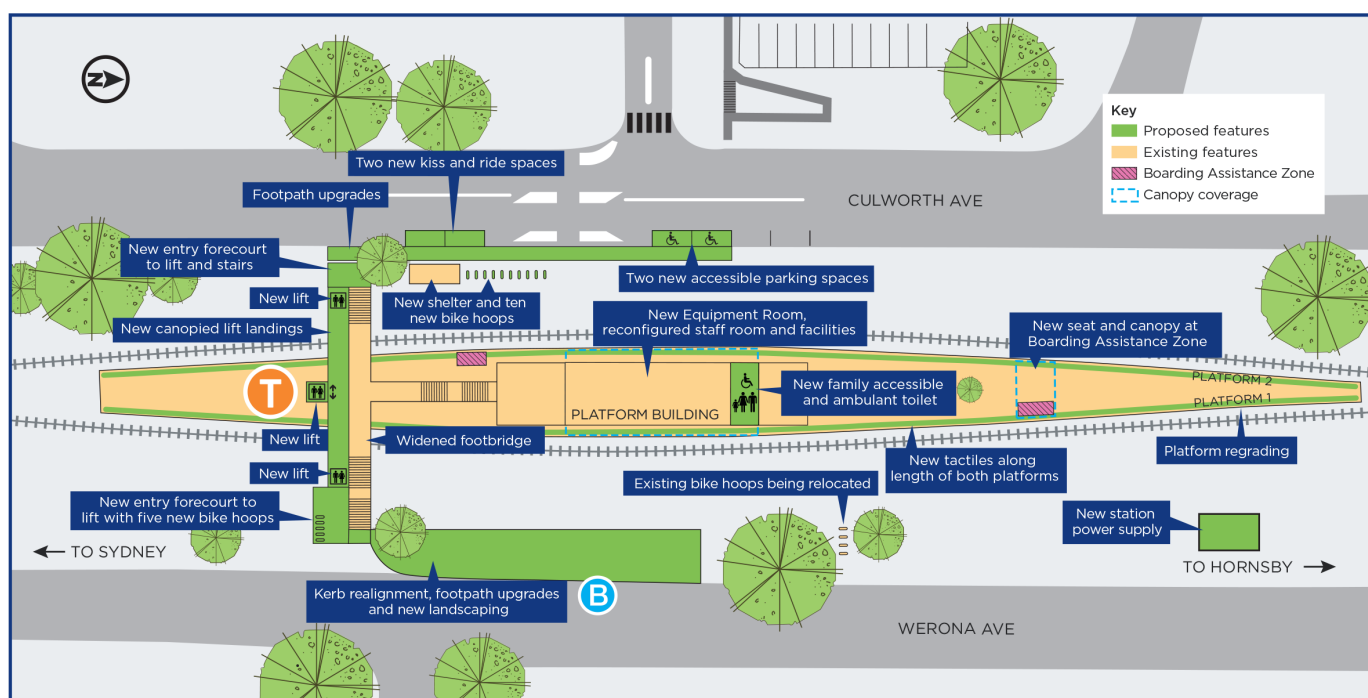 N
Two new kiss and ride spaces
Footpath upgrades
New entry forecourt
to lift and stairs
New lift
New canopied lift landings
New shelter and ten
new bike hoops
CULWORTH AVE
Two new accessible parking spaces
Key
Proposed features
Existing features
Boarding Assistance Zone
Canopy coverage
New Equipment Room,
reconfigured staff room and facilities
New seat and canopy at
Boarding Assistance Zone
T
New lift
Widened footbridge
PLATFORM BUILDING
New family accessible
and ambulant toilet
PLATFORM 2
PLATFORM 1
Platform regrading
New tactiles along
length of both platforms
New lift
New entry forecourt to
lift with five new bike hoops
Existing bike hoops being relocated
New station
power supply
TO SYDNEY
TO HORNSBY
Kerb realignment, footpath upgrades
and new landscaping
B
WERONA AVE